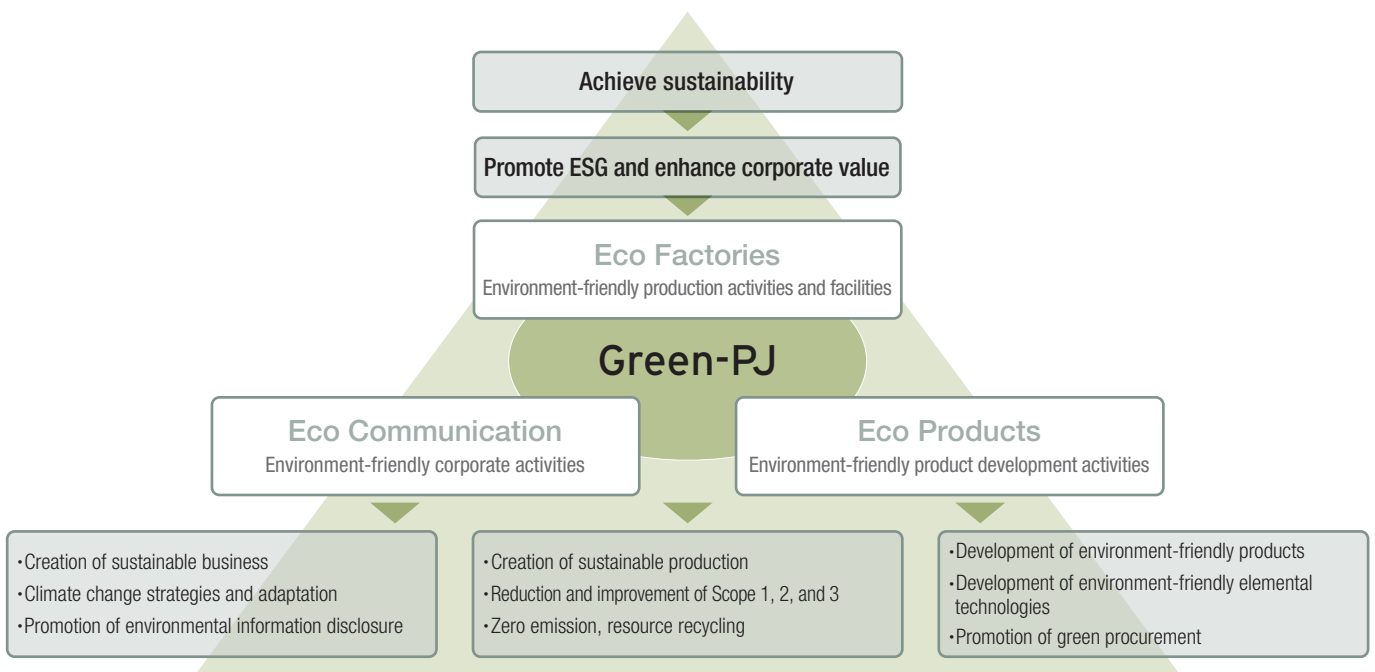 Achieve sustainability
Promote ESG and enhance corporate value
Eco Factories
Environment-friendly production activities and facilities
Green-PJ
Eco Communication
Environment-friendly corporate activities
Eco Products
Environment-friendly product development activities
・Creation of sustainable business
・Climate change strategies and adaptation
・Promotion of environmental information disclosure
・Creation of sustainable production
・Reduction and improvement of Scope 1, 2, and 3
・Zero emission, resource recycling
・Development of environment-friendly products
・Development of environment-friendly elemental
technologies
・Promotion of green procurement